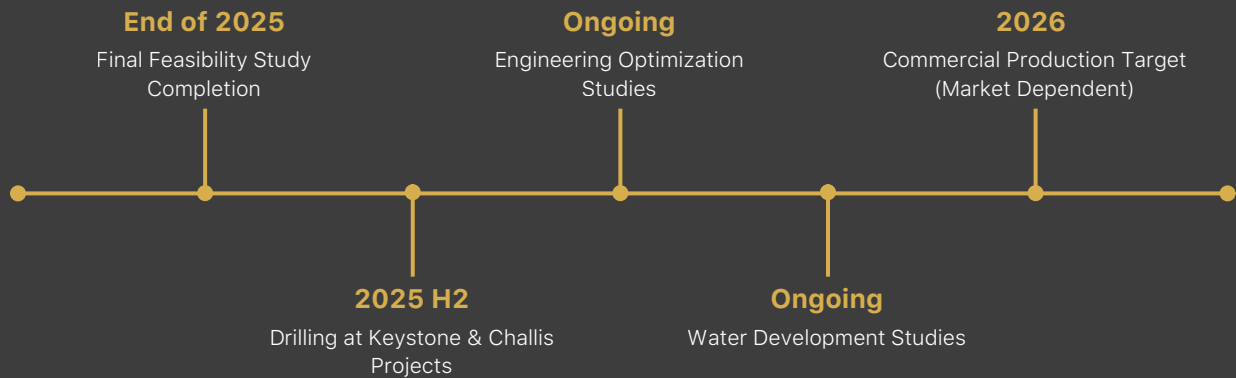 End of 2025
Final Feasibility Study
Completion
2025 H2
Drilling at Keystone & Challis
Projects
Ongoing
Engineering Optimization
Studies
Ongoing
Water Development Studies
2026
Commercial Production Target
(Market Dependent)